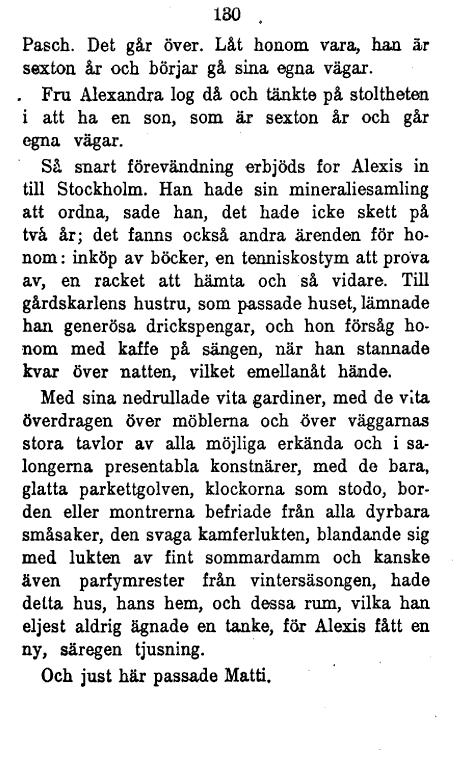 130
Pasch. Det går över. Låt honom vara, han är
sexton år och börjar gå sina egna vägar.
Fru Alexandra log då och tänkte på stoltheten
i att ha en son, som är sexton år och går
egna vägar.
Så snart förevändning erbjöds for Alexis in
till Stockholm. Han hade sin mineraliesamling
att ordna, sade han, det hade icke skett på
två år; det fanns också andra ärenden för ho-
nom: inköp av böcker, en tenniskostym att prova
av, en racket att hämta och så vidare. Till
gårdskarlens hustru, som passade huset, lämnade
han generösa drickspengar, och hon försåg ho-
nom med kaffe på sängen, när han stannade
kvar över natten, vilket emellanåt hände.
Med sina nedrullade vita gardiner, med de vita
överdragen över möblerna och över väggarnas
stora tavlor av alla möjliga erkända och i sa-
longerna presentabla konstnärer, med de bara,
glatta parkettgolven, klockorna som stodo, bor-
den eller montrerna befriade från alla dyrbara
småsaker, den svaga kamferlukten, blandande sig
med lukten av fint sommardamm och kanske
även parfymrester från vintersäsongen, hade
detta hus, hans hem, och dessa rum, vilka han
eljest aldrig ägnade en tanke, för Alexis fått en
ny, säregen tjusning.
Och just här passade Matti.